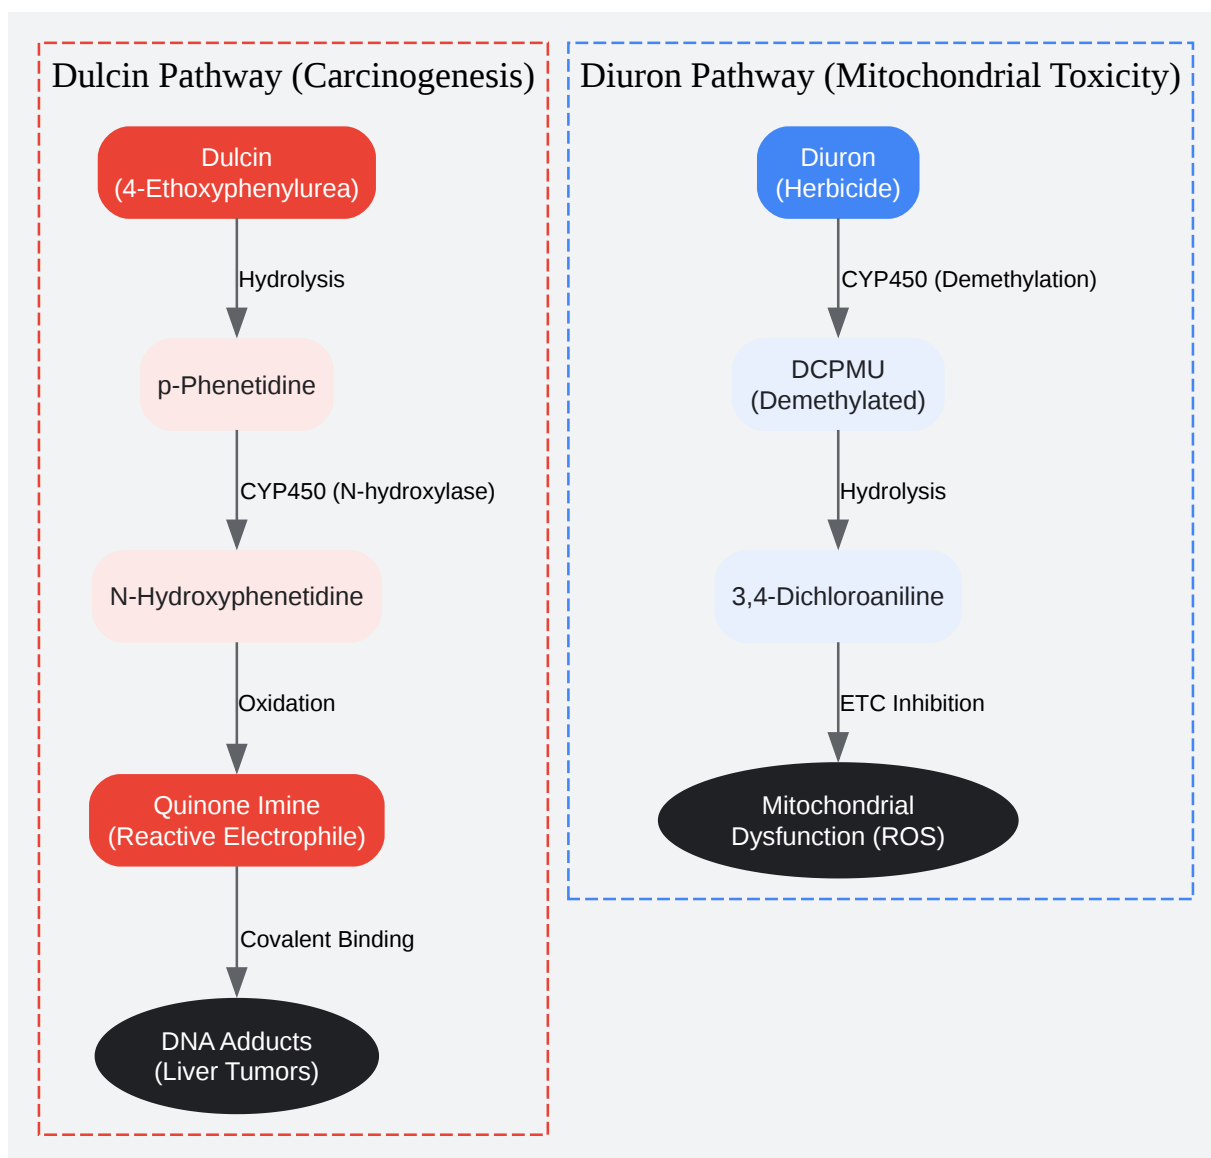 Dulcin Pathway (Carcinogenesis)
Dulcin
(4-Ethoxyphenylurea)
Hydrolysis
p-Phenetidine
CYP450 (N-hydroxylase)
N-Hydroxyphenetidine
Oxidation
Quinone Imine
(Reactive Electrophile)
Covalent Binding
DNA Adducts
(Liver Tumors)
Diuron Pathway (Mitochondrial Toxicity)
Diuron
(Herbicide)
CYP450 (Demethylation)
DCPMU
(Demethylated)
Hydrolysis
3,4-Dichloroaniline
ETC Inhibition
Mitochondrial
Dysfunction (ROS)